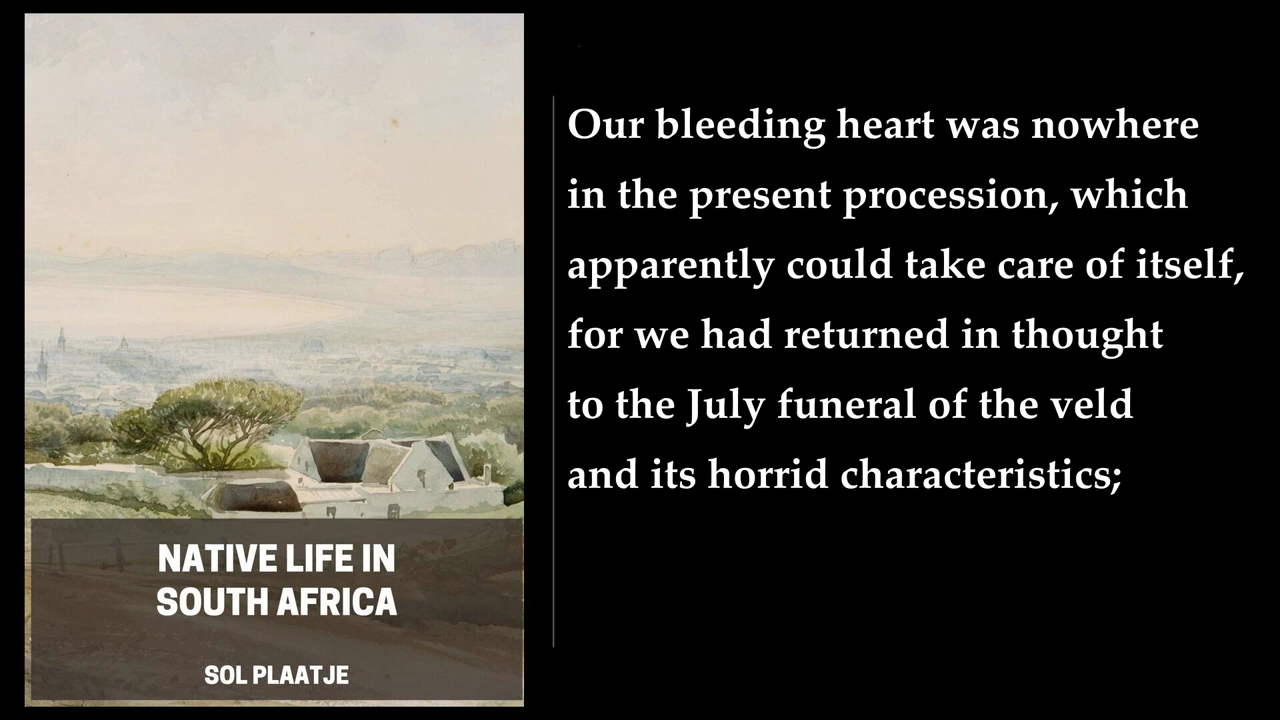 Our bleeding heart was nowhere
in the present procession, which
apparently could take care of itself,
for we had returned in thought
to the July funeral of the veld
and its horrid characteristics;
NATIVE LIFE IN
SOUTH AFRICA
SOL PLAATJE